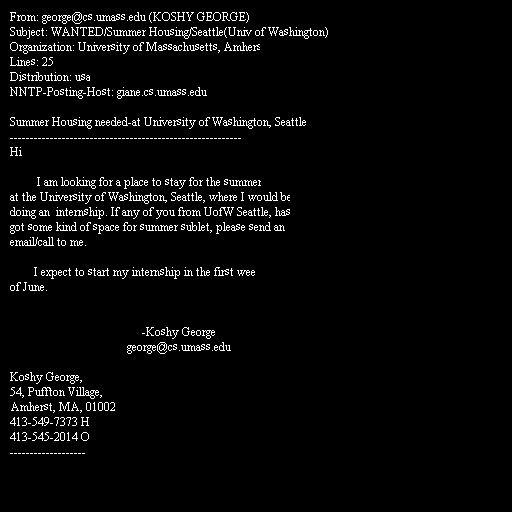 From: george@cs.umass.edu (KOSHY GEORGE)
Subject: WANTED/Summer Housing/Seattle(Univ of Washington)
Organization: University of Massachusetts, Amhers
Lines: 25
Distribution: usa
NNTP-Posting-Host: giane.cs.umass.edu
Summer Housing needed-at University of Washington, Seattle
----------------------------------------------------------
Hi
I am looking for a place to stay for the summer
at the University of Washington, Seattle, where I would be
doing an  internship. If any of you from UofW Seattle, has
got some kind of space for summer sublet, please send an
email/call to me.
I expect to start my internship in the first wee
of June.
-Koshy George
george@cs.umass.edu
Koshy George,
54, Puffton Village,
Amherst, MA, 01002
413-549-7373 H
413-545-2014 O
-------------------